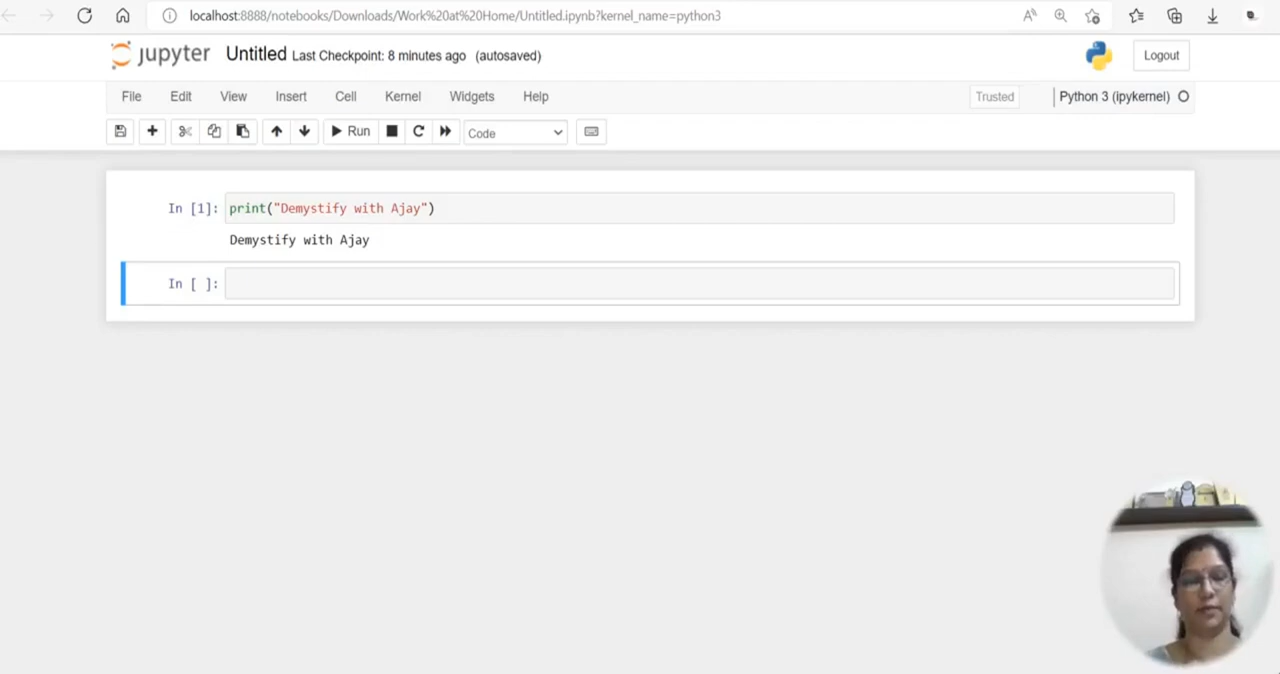 localhost:8888/notebooks/Downloads/Work%20at%20Home/Untitled.ipynb?kernel_name=python3
jupyter Untitled Last Checkpoint: 8 minutes ago (autosaved) Logout
File Edit View Insert Cell Kernel Widgets Help Trusted Python 3 (ipykernel)
Run Code
In [1]: print("Demystify with Ajay")
Demystify with Ajay
In [ ]: